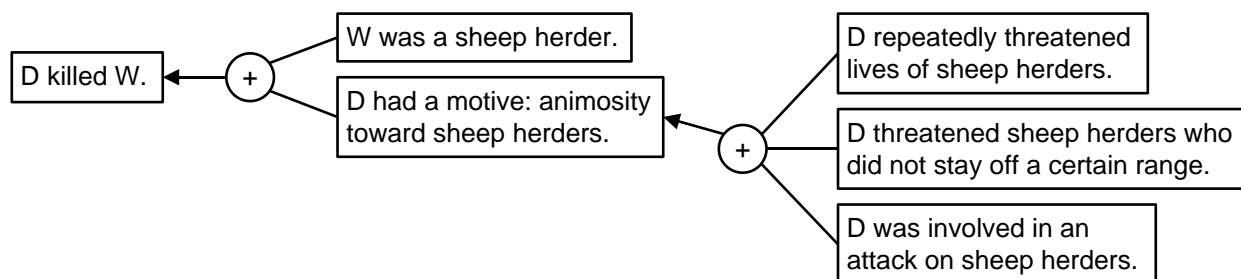 D killed W.
+
W was a sheep herder.
D had a motive: animosity
toward sheep herders.
+
D repeatedly threatened
lives of sheep herders.
D threatened sheep herders who
did not stay off a certain range.
D was involved in an
attack on sheep herders.